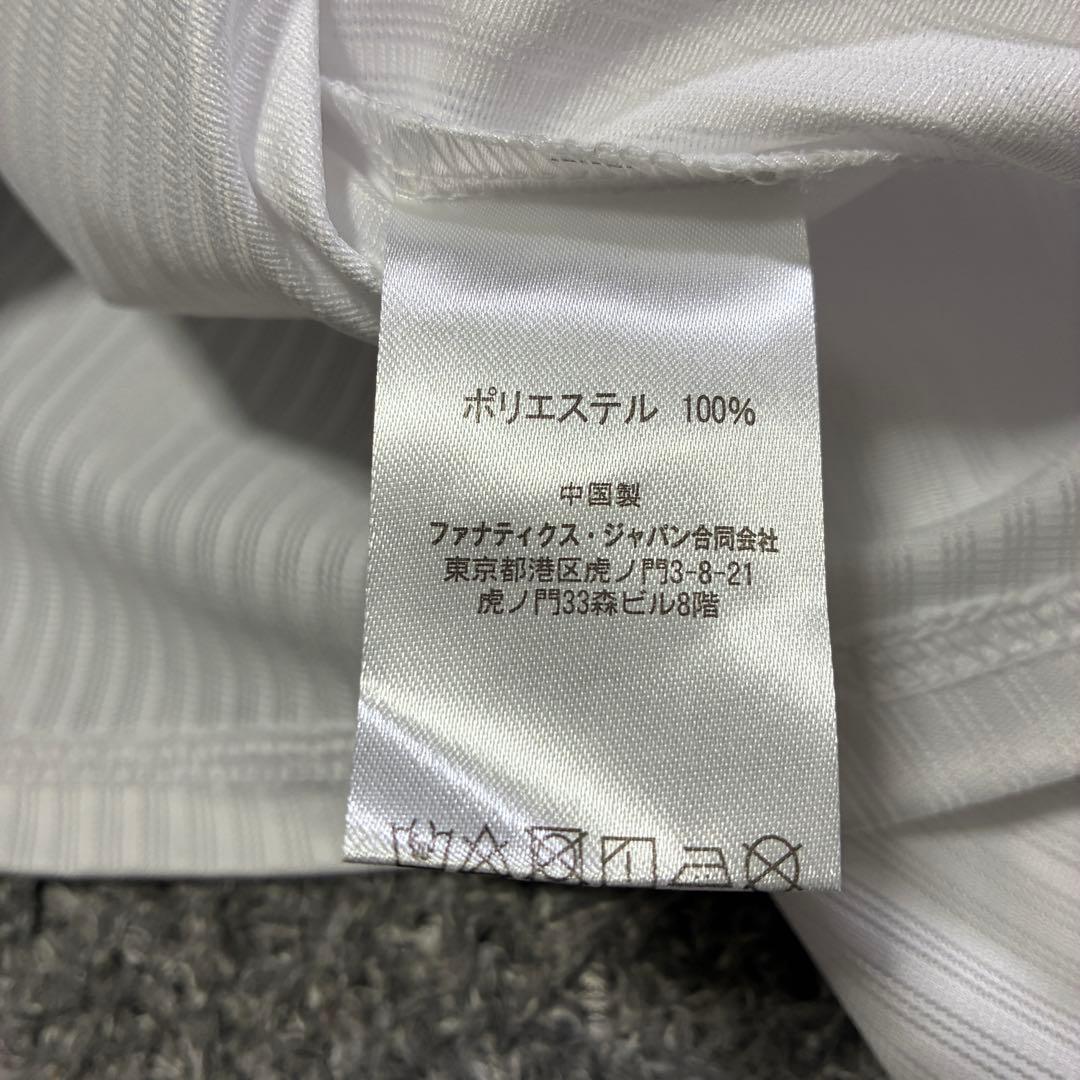 ポリエステル 100%
中国製
ファナティクス・ジャパン合同会社
東京都港区虎ノ門3-8-21
虎ノ門33森ビル8階